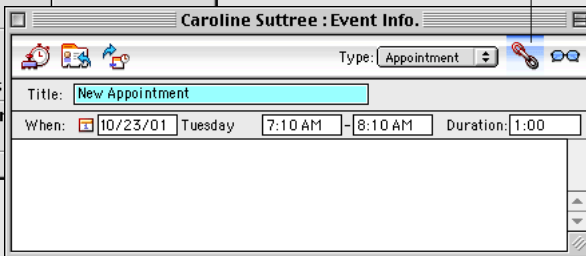 Caroline Suttree : Event Info.
Type: Appointment
Title: New Appointment
When: 10/23/01 Tuesday 7:10 AM - 8:10 AM Duration: 1:00